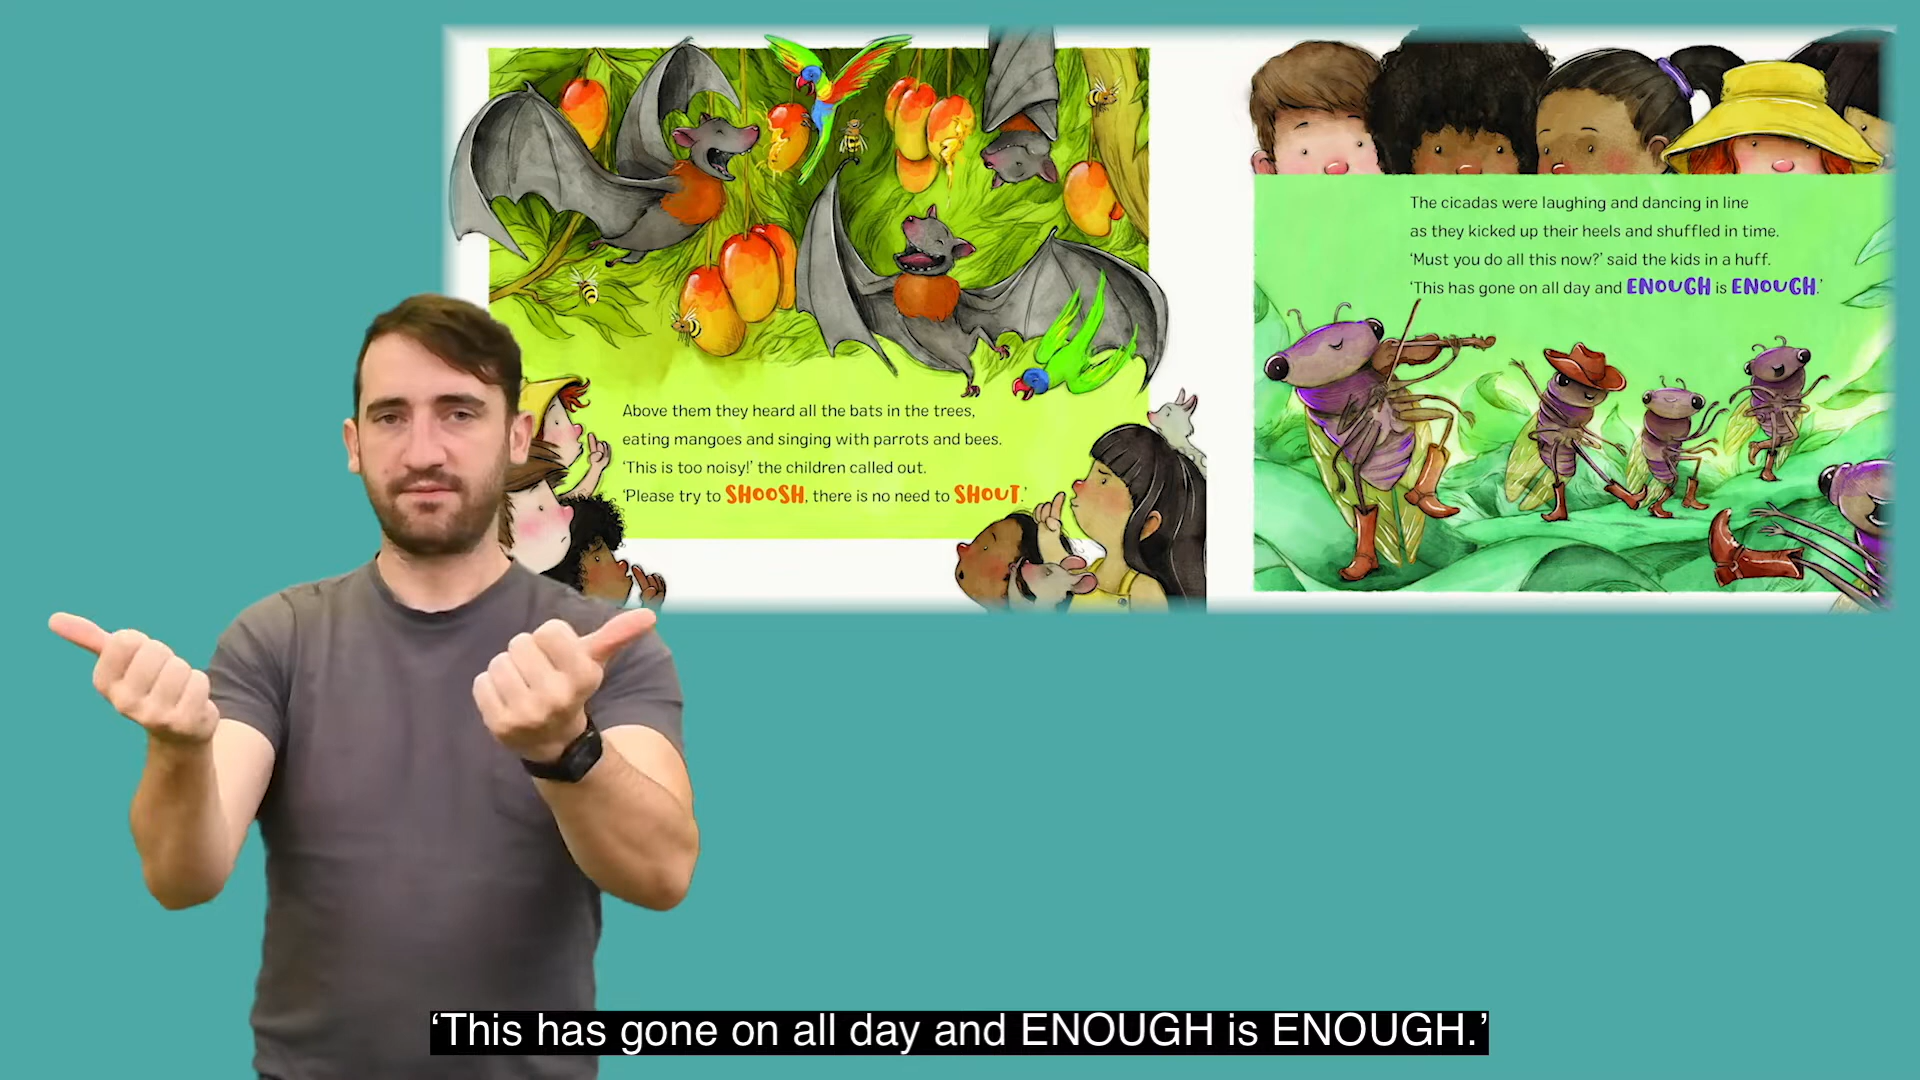 Above them they heard all the bats in the trees,
eating mangoes and singing with parrots and bees.
‘This is too noisy!’ the children called out.
‘Please try to SHOOSH, there is no need to SHOUT.’
The cicadas were laughing and dancing in line
as they kicked up their heels and shuffled in time.
‘Must you do all this now?’ said the kids in a huff.
‘This has gone on all day and ENOUGH is ENOUGH.’
‘This has gone on all day and ENOUGH is ENOUGH.’